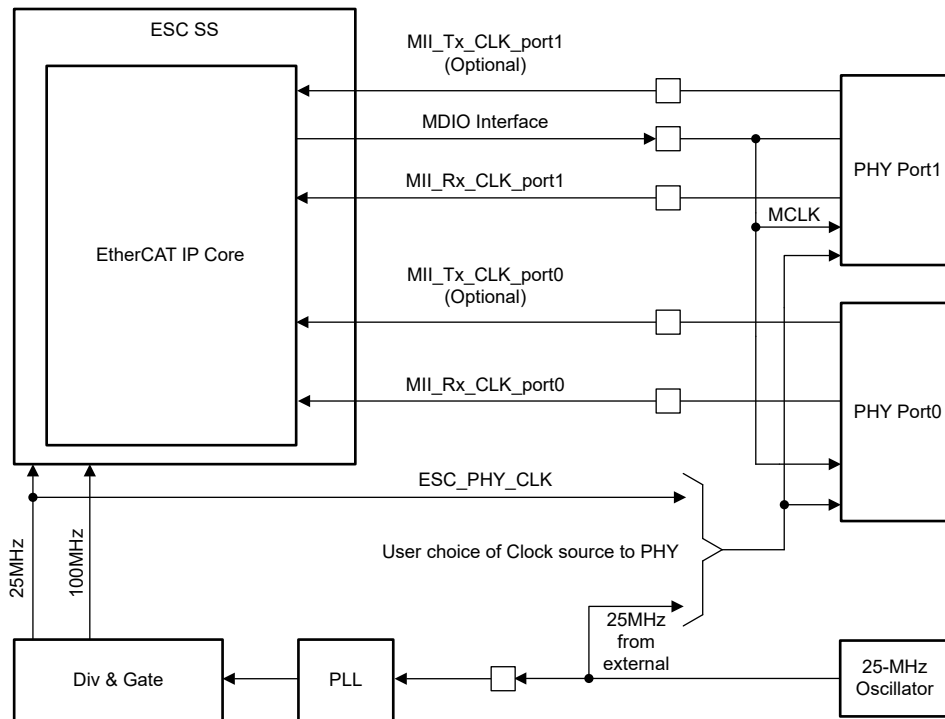 ESC SS
MII_Tx_CLK_port1
(Optional)
MDIO Interface
PHY Port1
MII_Rx_CLK_port1
MCLK
EtherCAT IP Core
MII_Tx_CLK_port0
(Optional)
MII_Rx_CLK_port0
PHY Port0
ESC_PHY_CLK
25MHz
100MHz
User choice of Clock source to PHY
25MHz
from
external
Div & Gate
PLL
25-MHz
Oscillator